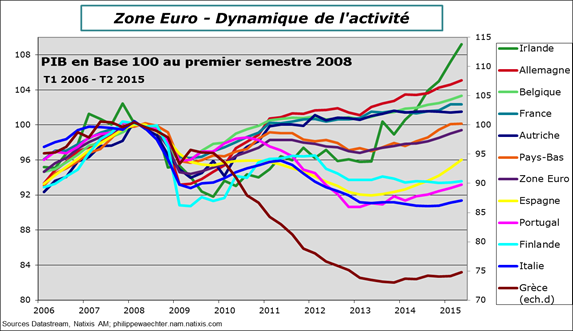 Zone Euro - Dynamique de l'activité
PIB en Base 100 au premier semestre 2008
T1 2006 - T2 2015
108
104
100
96
92
88
84
80
115
110
105
100
95
90
85
80
75
70
2006
2007
2008
2009
2010
2011
2012
2013
2014
2015
Irlande
Allemagne
Belgique
France
Autriche
Pays-Bas
Zone Euro
Espagne
Portugal
Finlande
Italie
Grèce
(ech.d)
Sources Datastream, Natixis AM; philippewaechter.nam.natixis.com